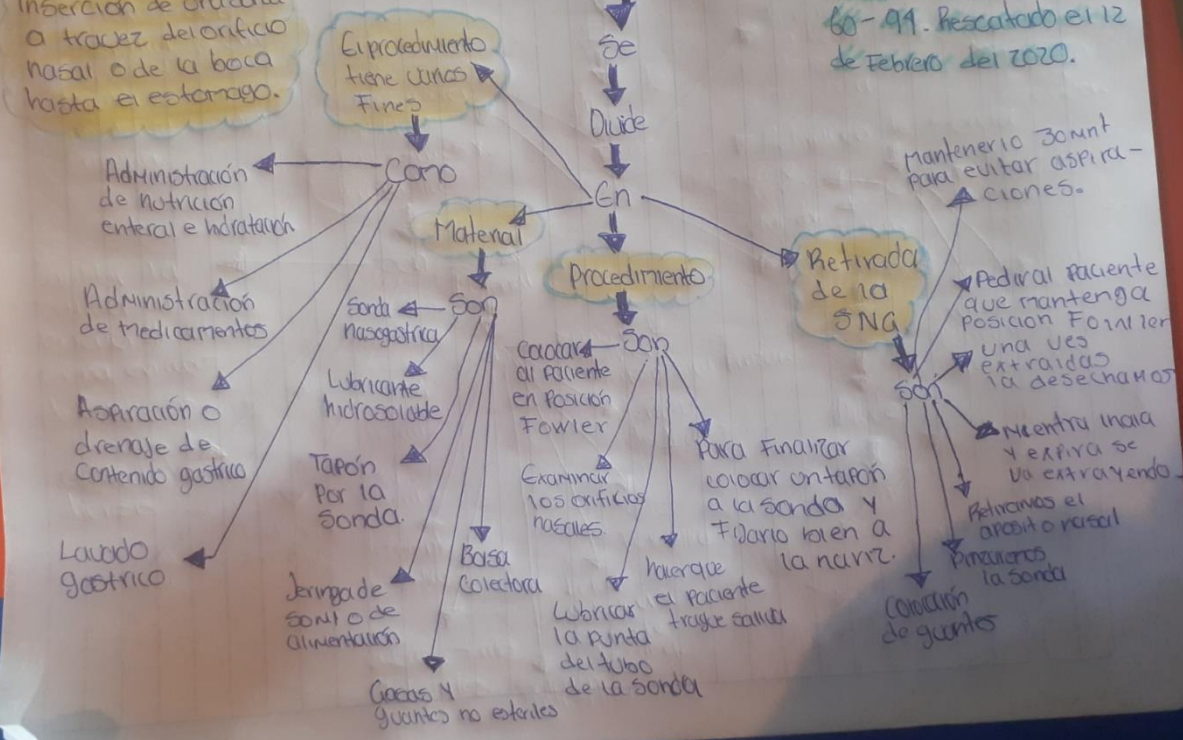 Inserción de
a travez del orificio
nasal o de la boca
hasta el estomago.
El procedimiento
tiene unos
Fines
Se
Divide
En
60-99. Rescatado el 12
de Febrero del 2020.
Como
Administración
de nutrición
enteral e hidratación
Administración
de medicamentos
Aspiración o
drenaje de
contenido gastrico
Lavado
gastrico
Material
Son
Sonda
nasogastrica
Lubricante
hidrosoluble
Tapón
por la
sonda.
Jeringa de
50Ml o de
alimentación
Gasas y
guantes no esteriles
Bolsa
colectora
Procedimiento
Son
Colocar
al paciente
en posición
Fowler
Examinar
los orificios
nasales
Lubricar
la punta
del tubo
de la sonda
hacer que
el paciente
trague saliva
Para Finalizar
colocar un tapón
a la sonda y
Fijarlo bien a
la nariz.
Retirada
de la
SNG
Son
Mantenerlo 30mnt
para evitar aspira-
ciones.
Pedir al paciente
que mantenga
posición Fowler
una ves
extraidas
la desechamos
Mientra inala
y expira se
va extrayendo.
Retiramos el
aposito nasal
Pinzaremos
la sonda
Colocación
de guantes